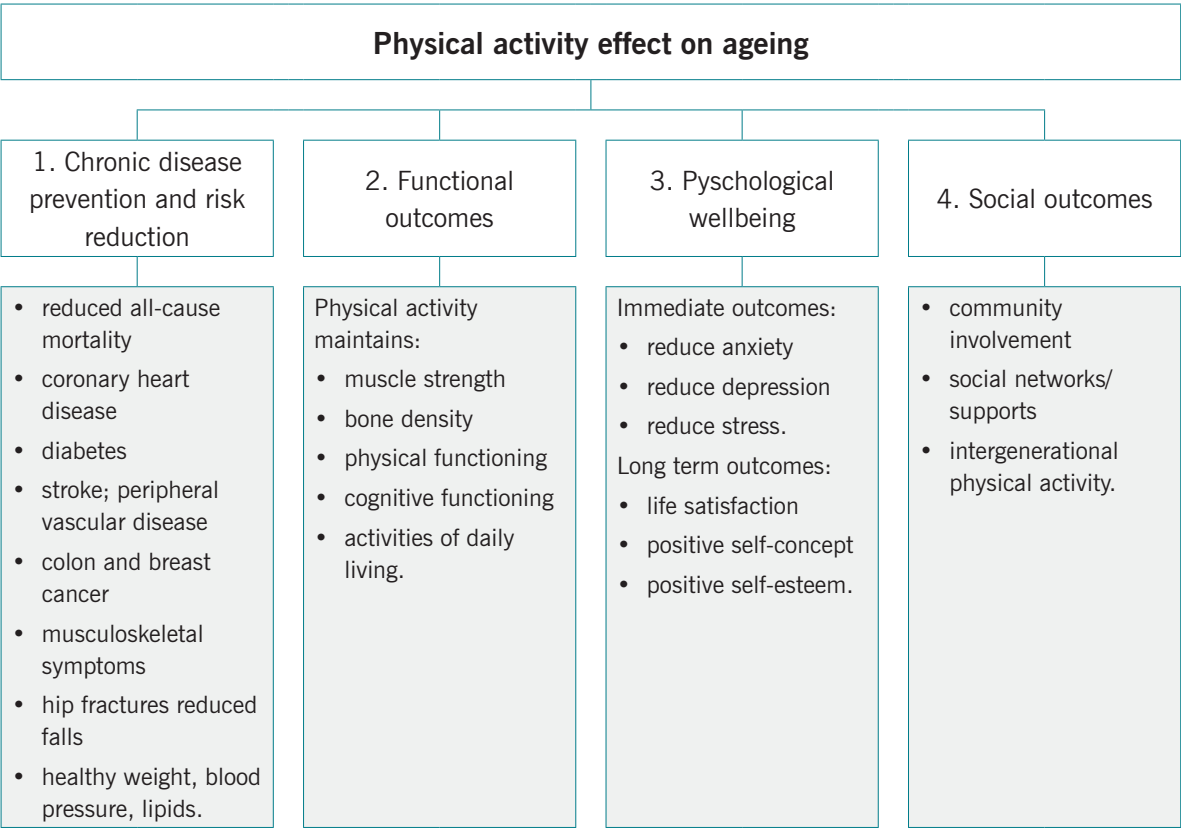 Physical activity effect on ageing
1. Chronic disease
prevention and risk
reduction
• reduced all-cause
mortality
• coronary heart
disease
• diabetes
• stroke; peripheral
vascular disease
• colon and breast
cancer
• musculoskeletal
symptoms
• hip fractures reduced
falls
• healthy weight, blood
pressure, lipids.
2. Functional
outcomes
Physical activity
maintains:
• muscle strength
• bone density
• physical functioning
• cognitive functioning
• activities of daily
living.
3. Pyschological
wellbeing
Immediate outcomes:
• reduce anxiety
• reduce depression
• reduce stress.
Long term outcomes:
• life satisfaction
• positive self-concept
• positive self-esteem.
4. Social outcomes
• community
involvement
• social networks/
supports
• intergenerational
physical activity.